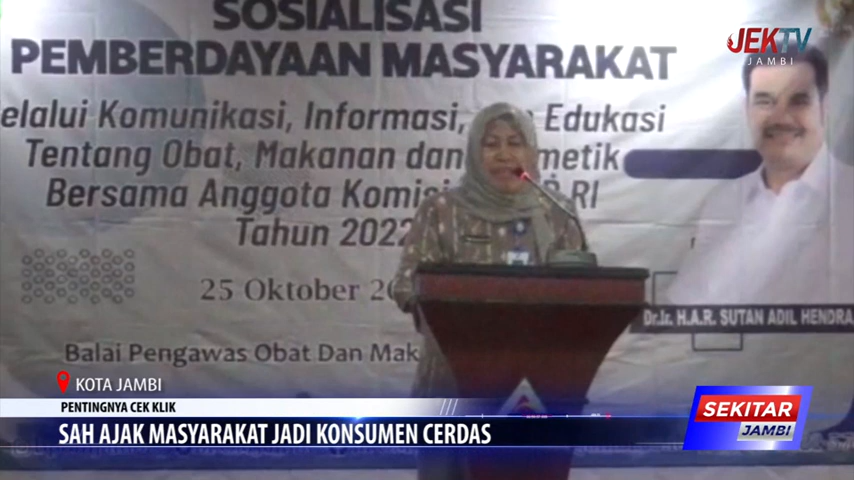 SOSIALISASI
PEMBERDAYAAN MASYARAKAT
JEKTV
JAMBI
elalui Komunikasi, Informasi, Edukasi
Tentang Obat, Makanan dan metik
Bersama Anggota Komisi RI
Tahun 2022
25 Oktober 20
Dr.Ir. H.A.R. SUTAN ADIL HENDRA
Balai Pengawas Obat Dan Mak
KOTA JAMBI
PENTINGNYA CEK KLIK
SAH AJAK MASYARAKAT JADI KONSUMEN CERDAS
SEKITAR
JAMBI